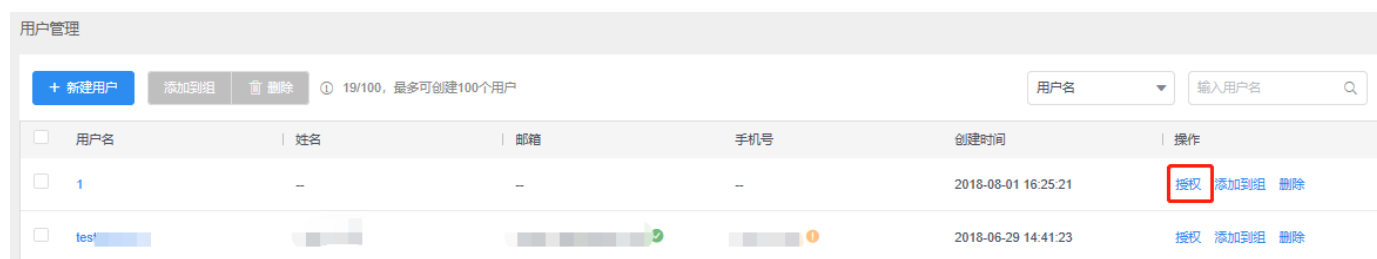 用户管理
+ 新建用户 添加到组 删除 19/100，最多可创建100个用户 用户名 输入用户名
用户名 姓名 邮箱 手机号 创建时间 操作
1 -- -- -- 2018-08-01 16:25:21 授权 添加到组 删除
test 2018-06-29 14:41:23 授权 添加到组 删除